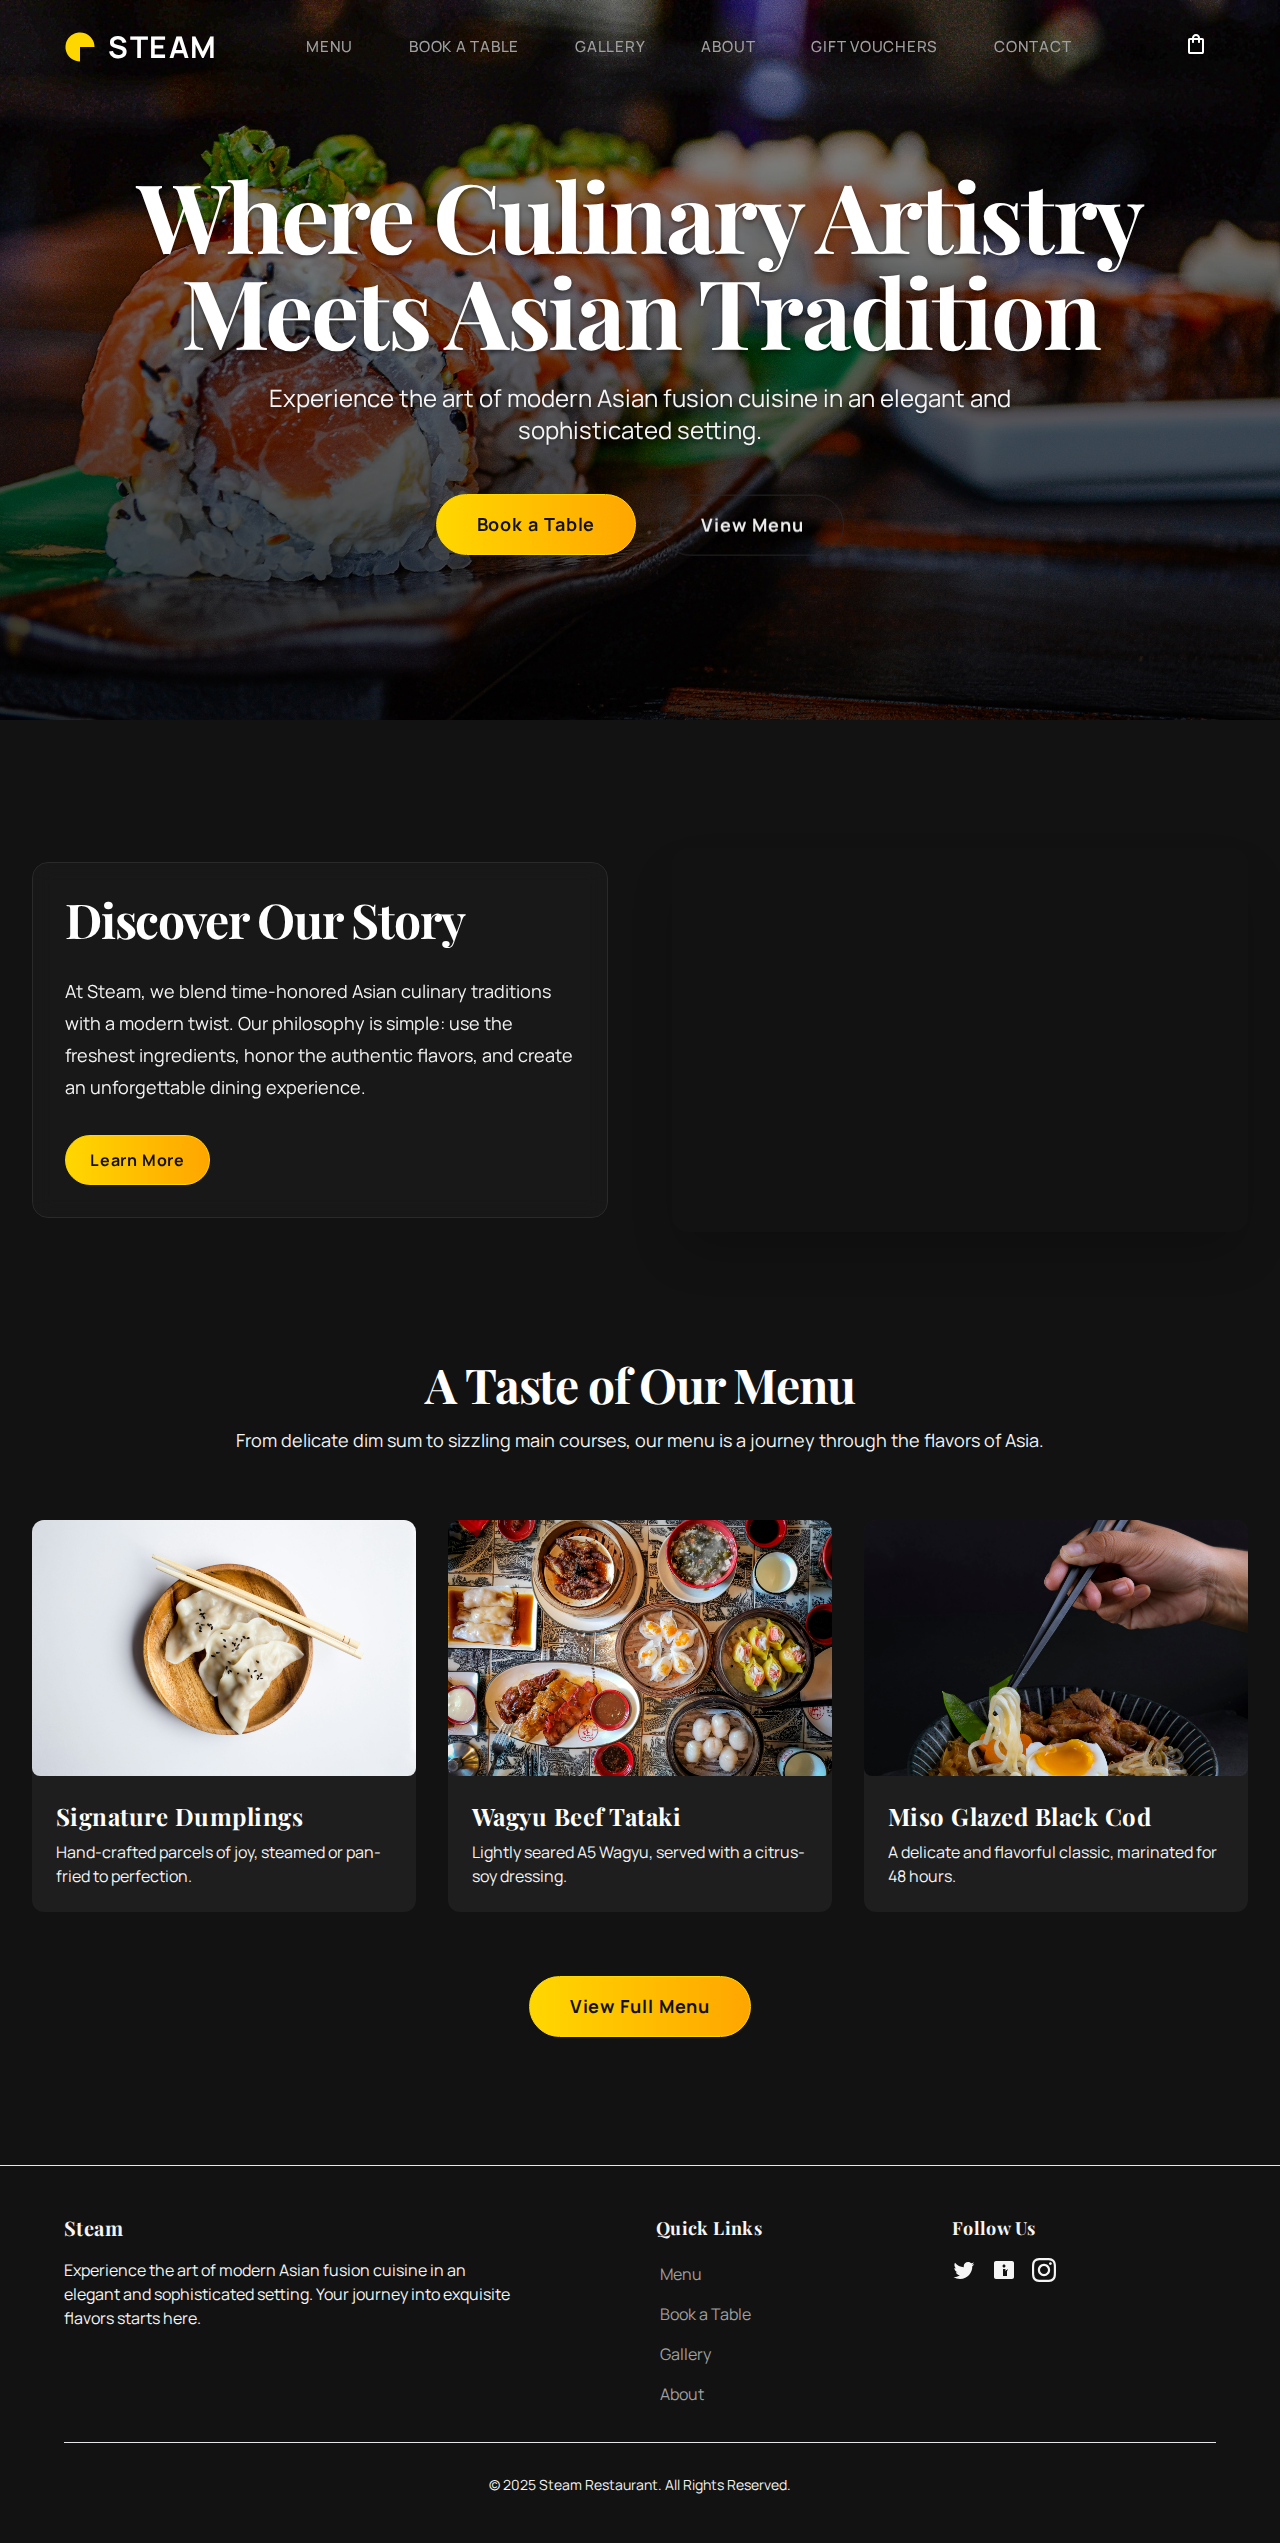 STEAM
MENU
BOOK A TABLE
GALLERY
ABOUT
GIFT VOUCHERS
CONTACT
Where Culinary Artistry
Meets Asian Tradition
Experience the art of modern Asian fusion cuisine in an elegant and
sophisticated setting.
Book a Table
View Menu
Discover Our Story
At Steam, we blend time-honored Asian culinary traditions
with a modern twist. Our philosophy is simple: use the
freshest ingredients, honor the authentic flavors, and create
an unforgettable dining experience.
Learn More
A Taste of Our Menu
From delicate dim sum to sizzling main courses, our menu is a journey through the flavors of Asia.
Signature Dumplings
Hand-crafted parcels of joy, steamed or pan-
fried to perfection.
Wagyu Beef Tataki
Lightly seared A5 Wagyu, served with a citrus-
soy dressing.
Miso Glazed Black Cod
A delicate and flavorful classic, marinated for
48 hours.
View Full Menu
Steam
Experience the art of modern Asian fusion cuisine in an
elegant and sophisticated setting. Your journey into exquisite
flavors starts here.
Quick Links
Menu
Book a Table
Gallery
About
Follow Us
© 2025 Steam Restaurant. All Rights Reserved.